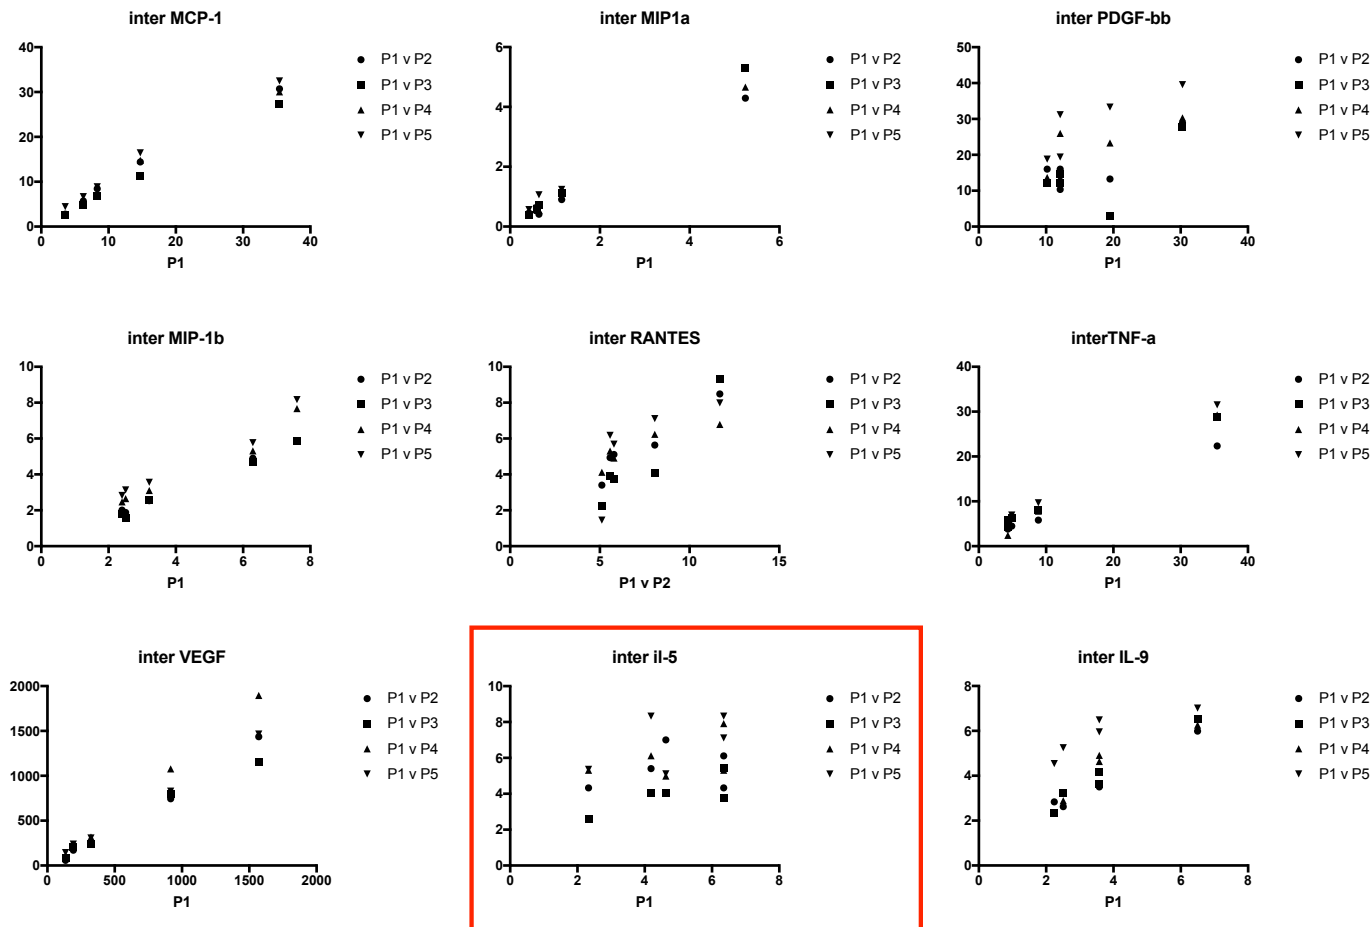 inter MCP-1
40
30
20
10
0
0 10 20 30 40
P1
P1 v P2
P1 v P3
P1 v P4
P1 v P5
inter MIP1a
6
4
2
0
0 2 4 6
P1
P1 v P2
P1 v P3
P1 v P4
P1 v P5
inter PDGF-bb
50
40
30
20
10
0
0 10 20 30 40
P1
P1 v P2
P1 v P3
P1 v P4
P1 v P5
inter MIP-1b
10
8
6
4
2
0
0 2 4 6 8
P1
P1 v P2
P1 v P3
P1 v P4
P1 v P5
inter RANTES
10
8
6
4
2
0
0 5 10 15
P1 v P2
P1 v P2
P1 v P3
P1 v P4
P1 v P5
interTNF-a
40
30
20
10
0
0 10 20 30 40
P1
P1 v P2
P1 v P3
P1 v P4
P1 v P5
inter VEGF
2000
1500
1000
500
0
0 500 1000 1500 2000
P1
P1 v P2
P1 v P3
P1 v P4
P1 v P5
inter il-5
10
8
6
4
2
0
0 2 4 6 8
P1
P1 v P2
P1 v P3
P1 v P4
P1 v P5
inter IL-9
8
6
4
2
0
0 2 4 6 8
P1
P1 v P2
P1 v P3
P1 v P4
P1 v P5